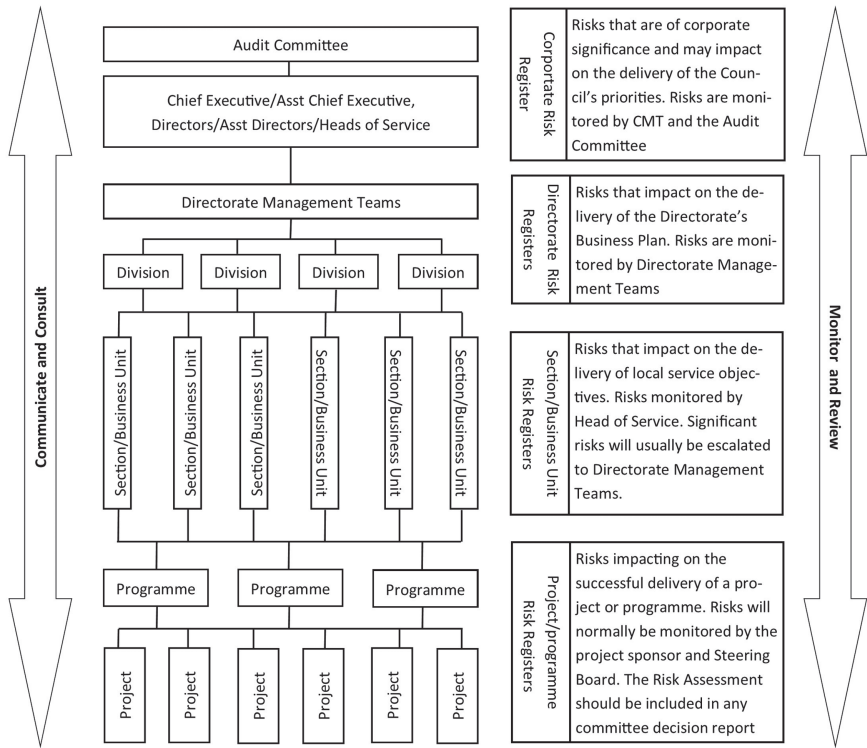 Communicate and Consult
Audit Committee
Chief Executive/Asst Chief Executive,
Directors/Asst Directors/Heads of Service
Directorate Management Teams
Division
Division
Division
Division
Section/Business Unit
Section/Business Unit
Section/Business Unit
Section/Business Unit
Section/Business Unit
Section/Business Unit
Programme
Programme
Programme
Project
Project
Project
Project
Project
Project
Corportate Risk
Register
Risks that are of corporate
significance and may impact
on the delivery of the Coun-
cil’s priorities. Risks are moni-
tored by CMT and the Audit
Committee
Directorate Risk
Registers
Risks that impact on the de-
livery of the Directorate’s
Business Plan. Risks are moni-
tored by Directorate Manage-
ment Teams
Section/Business Unit
Risk Registers
Risks that impact on the de-
livery of local service objec-
tives. Risks monitored by
Head of Service. Significant
risks will usually be escalated
to Directorate Management
Teams.
Project/programme
Risk Registers
Risks impacting on the
successful delivery of a pro-
ject or programme. Risks will
normally be monitored by the
project sponsor and Steering
Board. The Risk Assessment
should be included in any
committee decision report
Monitor and Review